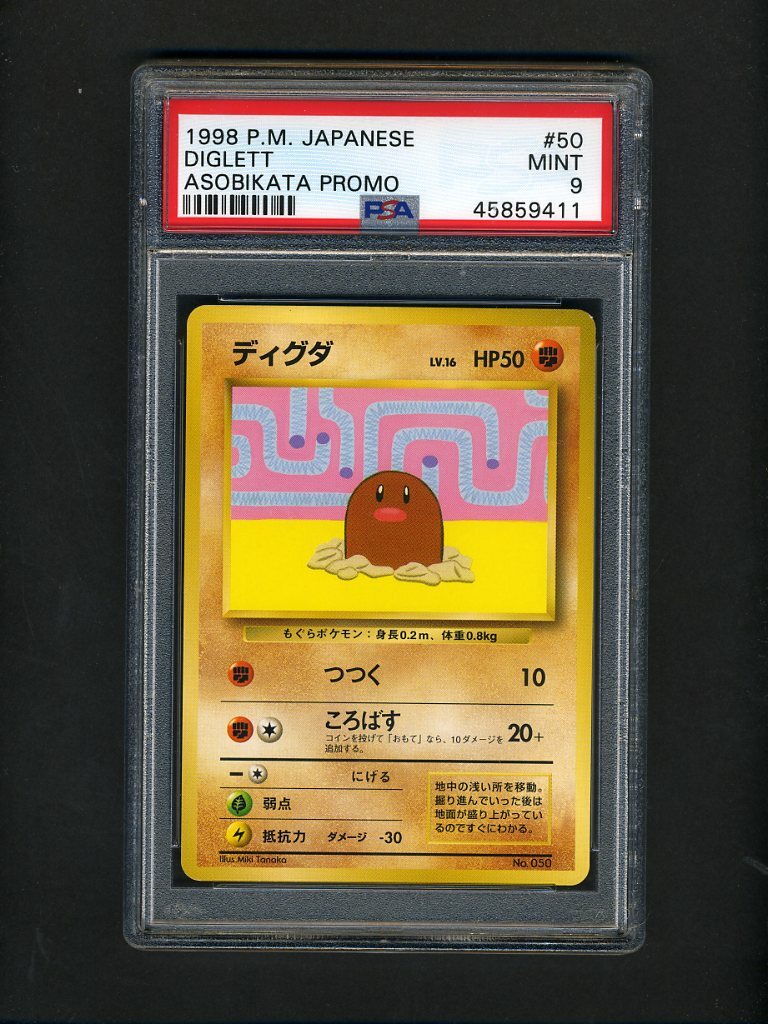 1998 P.M. JAPANESE #50
DIGLETT MINT
ASOBIKATA PROMO 9
PSA 45859411
ディグダ LV.16 HP50
もぐらポケモン：身長0.2m、体重0.8kg
つつく 10
ころばす 20+
コインを投げて「おもて」なら、10ダメージを
追加する。
ー にげる
弱点
抵抗力 ダメージ -30
地中の浅い所を移動。
掘り進んでいった後は
地面が盛り上がってい
るのですぐにわかる。
Illus. Miki Tanaka No. 050